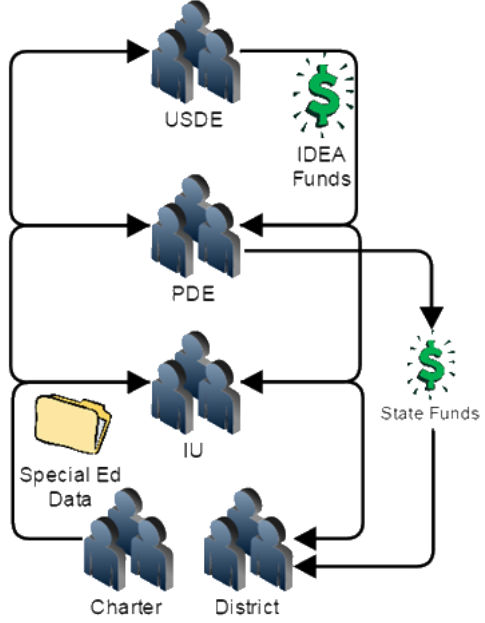 USDE
IDEA
Funds
PDE
State Funds
IU
Special Ed
Data
Charter
District